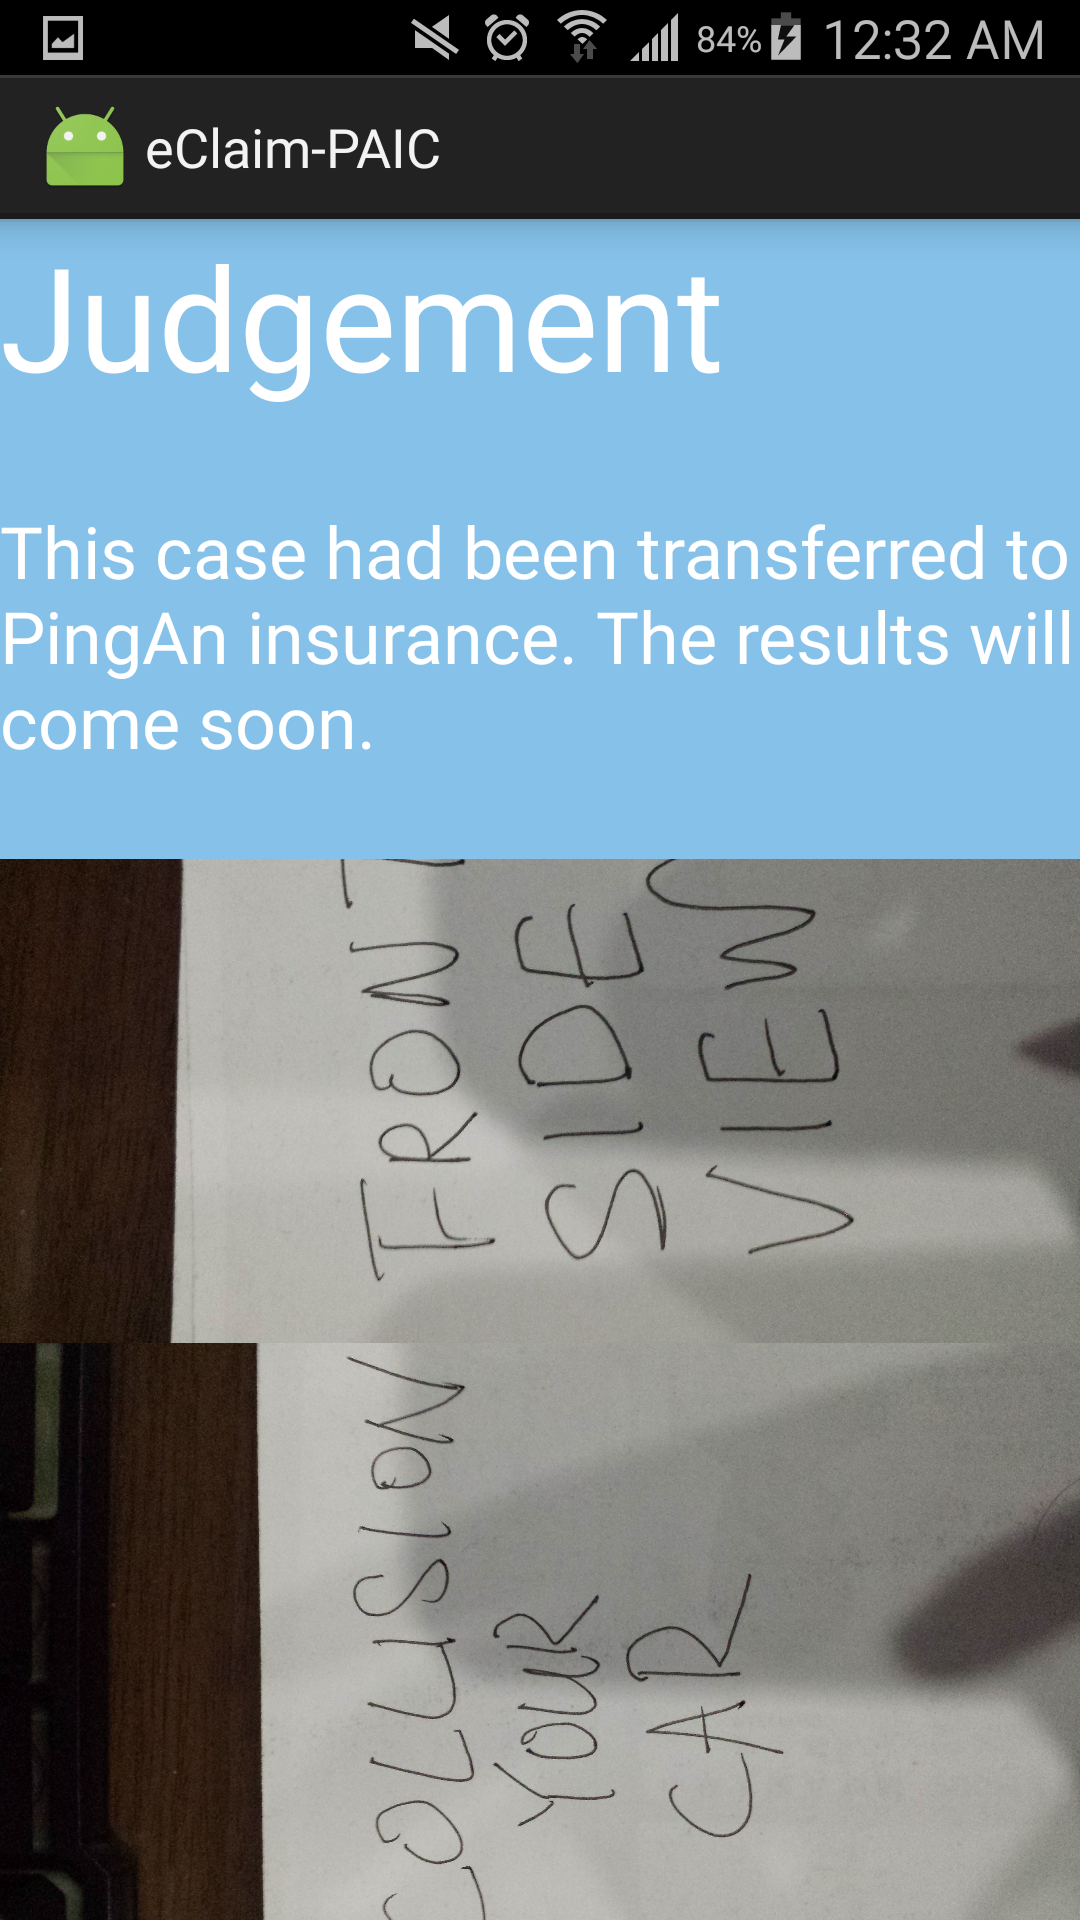 84% 12:32 AM
eClaim-PAIC
Judgement
This case had been transferred to
PingAn insurance. The results will
come soon.
FRONT
SIDE
VIEW
COLLISION
YOUR
CAR